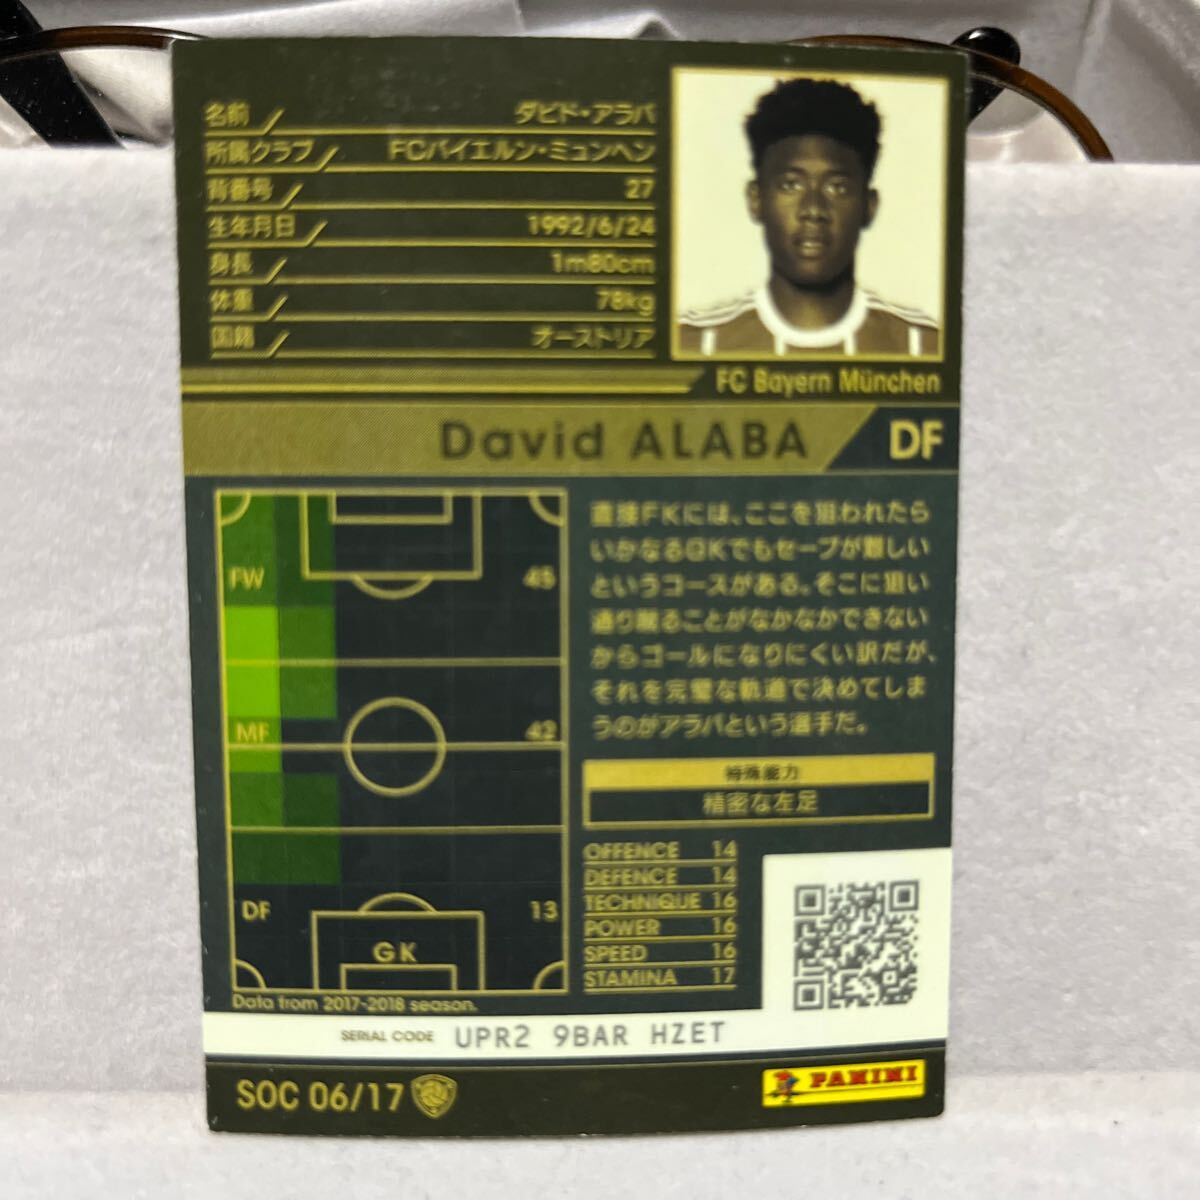 名前 ダビド・アラバ
所属クラブ FCバイエルン・ミュンヘン
背番号 27
生年月日 1992/6/24
身長 1m80cm
体重 78kg
国籍 オーストリア
FC Bayern München
David ALABA DF
FW 45
MF 42
DF 13
GK
Data from 2017-2018 season.
直接FKには、ここを狙われたら
いかなるGKでもセーブが難しい
というコースがある。そこに狙い
通り蹴ることがなかなかできない
からゴールになりにくい訳だが、
それを完璧な軌道で決めてしま
うのがアラバという選手だ。
特殊能力
精密な左足
OFFENCE 14
DEFENCE 14
TECHNIQUE 16
POWER 16
SPEED 16
STAMINA 17
SERIAL CODE UPR2 9BAR HZET
SOC 06/17
PANINI